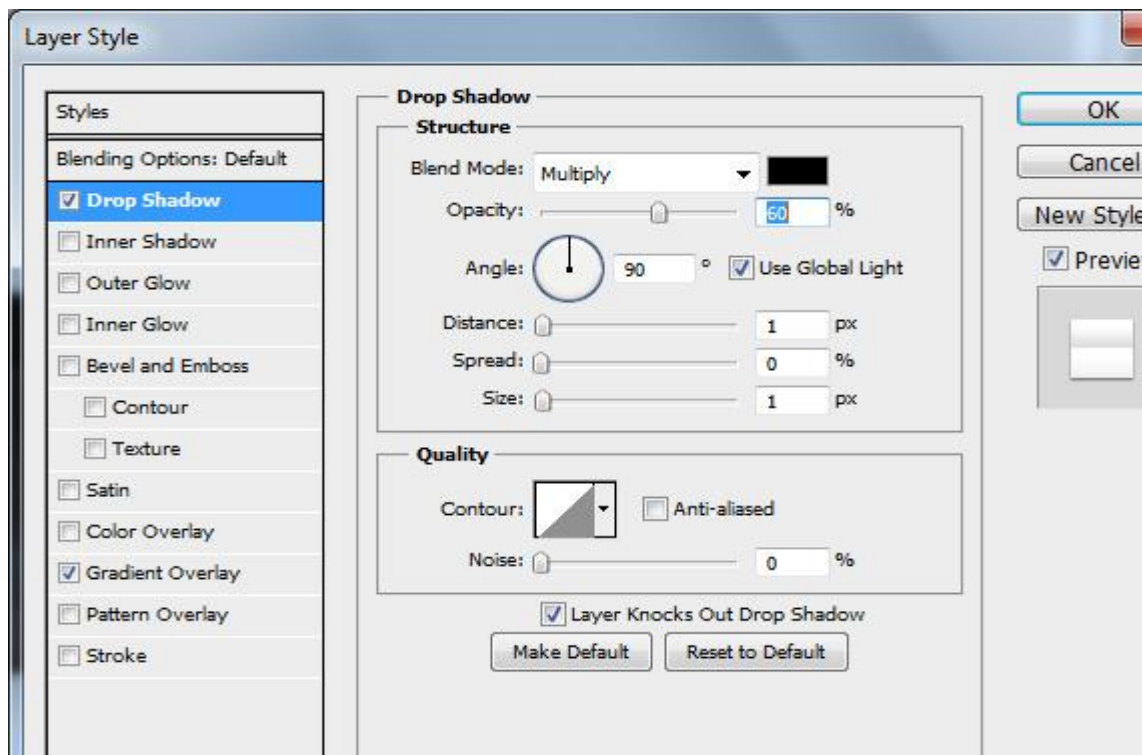 Layer Style
Styles
Blending Options: Default
Drop Shadow
Inner Shadow
Outer Glow
Inner Glow
Bevel and Emboss
Contour
Texture
Satin
Color Overlay
Gradient Overlay
Pattern Overlay
Stroke
Drop Shadow
Structure
Blend Mode: Multiply
Opacity: 60 %
Angle: 90 ° Use Global Light
Distance: 1 px
Spread: 0 %
Size: 1 px
Quality
Contour: Anti-aliased
Noise: 0 %
Layer Knocks Out Drop Shadow
Make Default Reset to Default
OK
Cancel
New Style
Previe